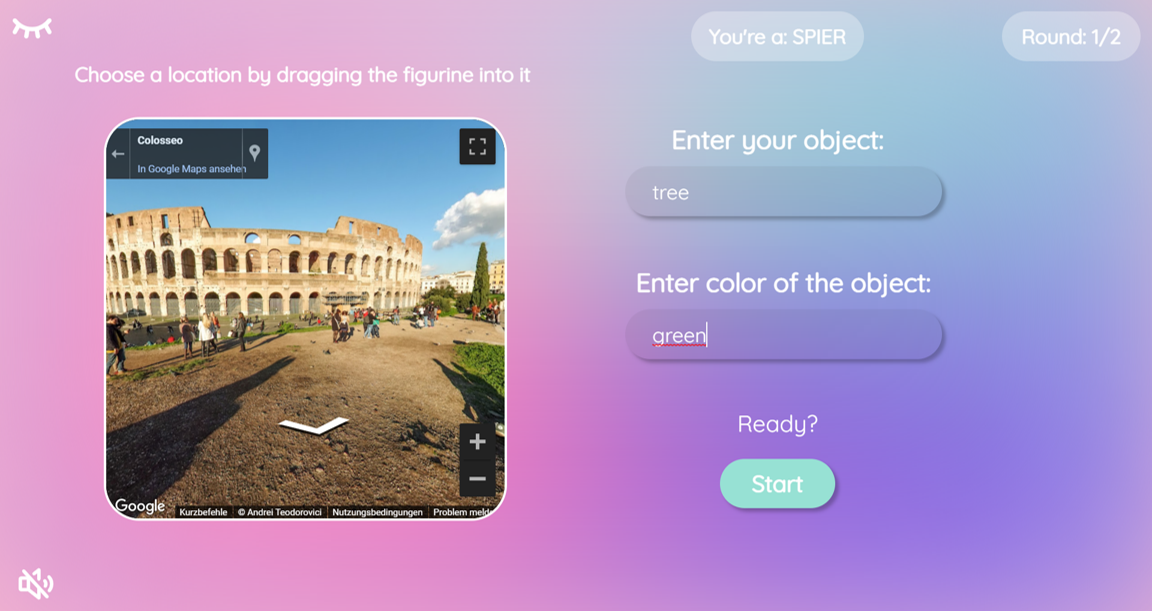 You're a: SPIER
Round: 1/2
Choose a location by dragging the figurine into it
Colosseo
In Google Maps ansehen
Google
Kurzbefehle
© Andrei Teodorovici
Nutzungsbedingungen
Problem meld
Enter your object:
tree
Enter color of the object:
green
Ready?
Start